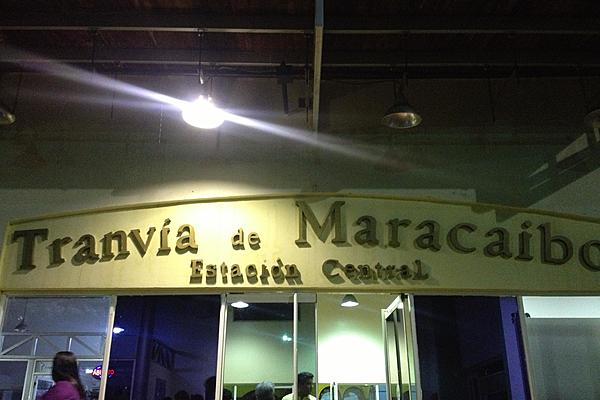 Tranvía de Maracaibo
Estación Central